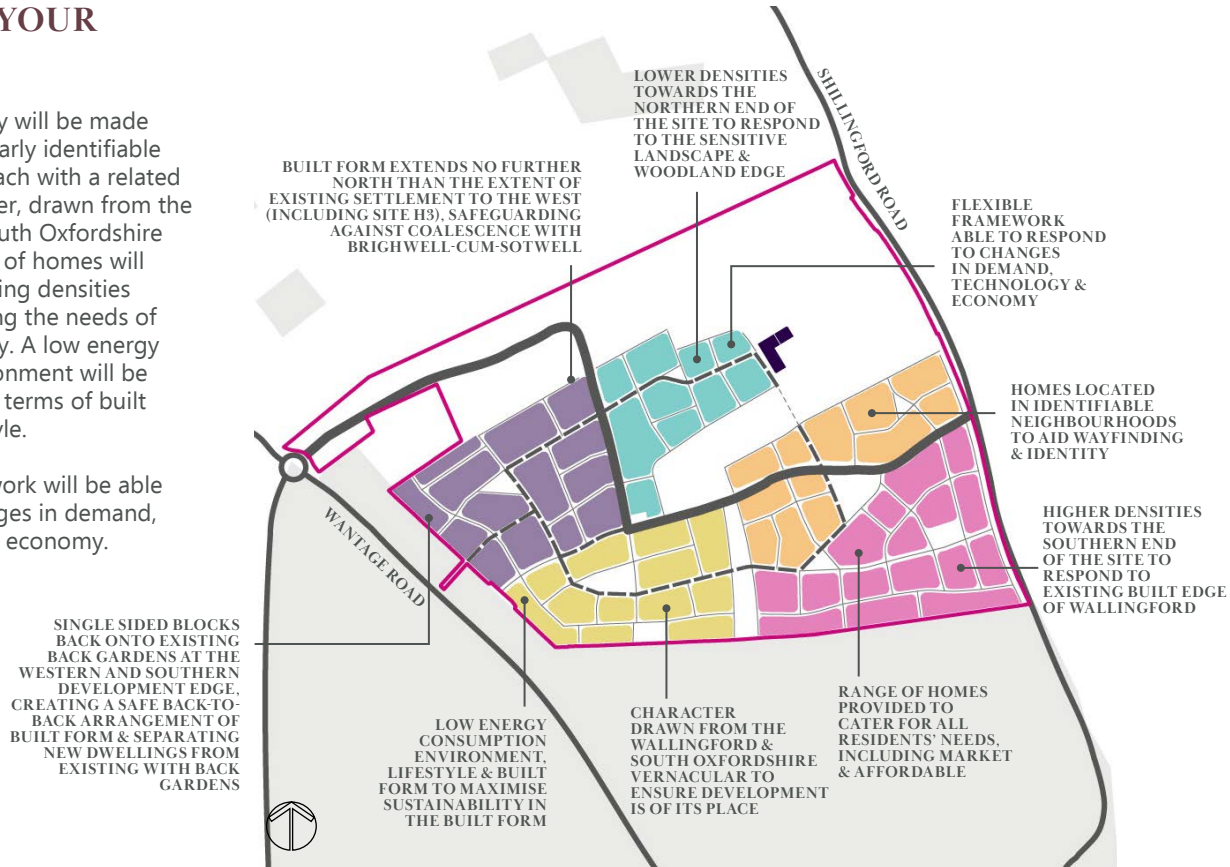 YOUR
y will be made
arly identifiable
ach with a related
er, drawn from the
uth Oxfordshire
of homes will
ing densities
ng the needs of
y. A low energy
onment will be
terms of built
yle.
work will be able
ges in demand,
economy.
BUILT FORM EXTENDS NO FURTHER
NORTH THAN THE EXTENT OF
EXISTING SETTLEMENT TO THE WEST
(INCLUDING SITE H3), SAFEGUARDING
AGAINST COALESCENCE WITH
BRIGHWELL-CUM-SOTWELL
LOWER DENSITIES
TOWARDS THE
NORTHERN END OF
THE SITE TO RESPOND
TO THE SENSITIVE
LANDSCAPE &
WOODLAND EDGE
SHILLINGFORD ROAD
FLEXIBLE
FRAMEWORK
ABLE TO RESPOND
TO CHANGES
IN DEMAND,
TECHNOLOGY &
ECONOMY
HOMES LOCATED
IN IDENTIFIABLE
NEIGHBOURHOODS
TO AID WAYFINDING
& IDENTITY
HIGHER DENSITIES
TOWARDS THE
SOUTHERN END
OF THE SITE TO
RESPOND TO
EXISTING BUILT EDGE
OF WALLINGFORD
WANTAGE ROAD
SINGLE SIDED BLOCKS
BACK ONTO EXISTING
BACK GARDENS AT THE
WESTERN AND SOUTHERN
DEVELOPMENT EDGE,
CREATING A SAFE BACK-TO-
BACK ARRANGEMENT OF
BUILT FORM & SEPARATING
NEW DWELLINGS FROM
EXISTING WITH BACK
GARDENS
LOW ENERGY
CONSUMPTION
ENVIRONMENT,
LIFESTYLE & BUILT
FORM TO MAXIMISE
SUSTAINABILITY IN
THE BUILT FORM
CHARACTER
DRAWN FROM THE
WALLINGFORD &
SOUTH OXFORDSHIRE
VERNACULAR TO
ENSURE DEVELOPMENT
IS OF ITS PLACE
RANGE OF HOMES
PROVIDED TO
CATER FOR ALL
RESIDENTS' NEEDS,
INCLUDING MARKET
& AFFORDABLE